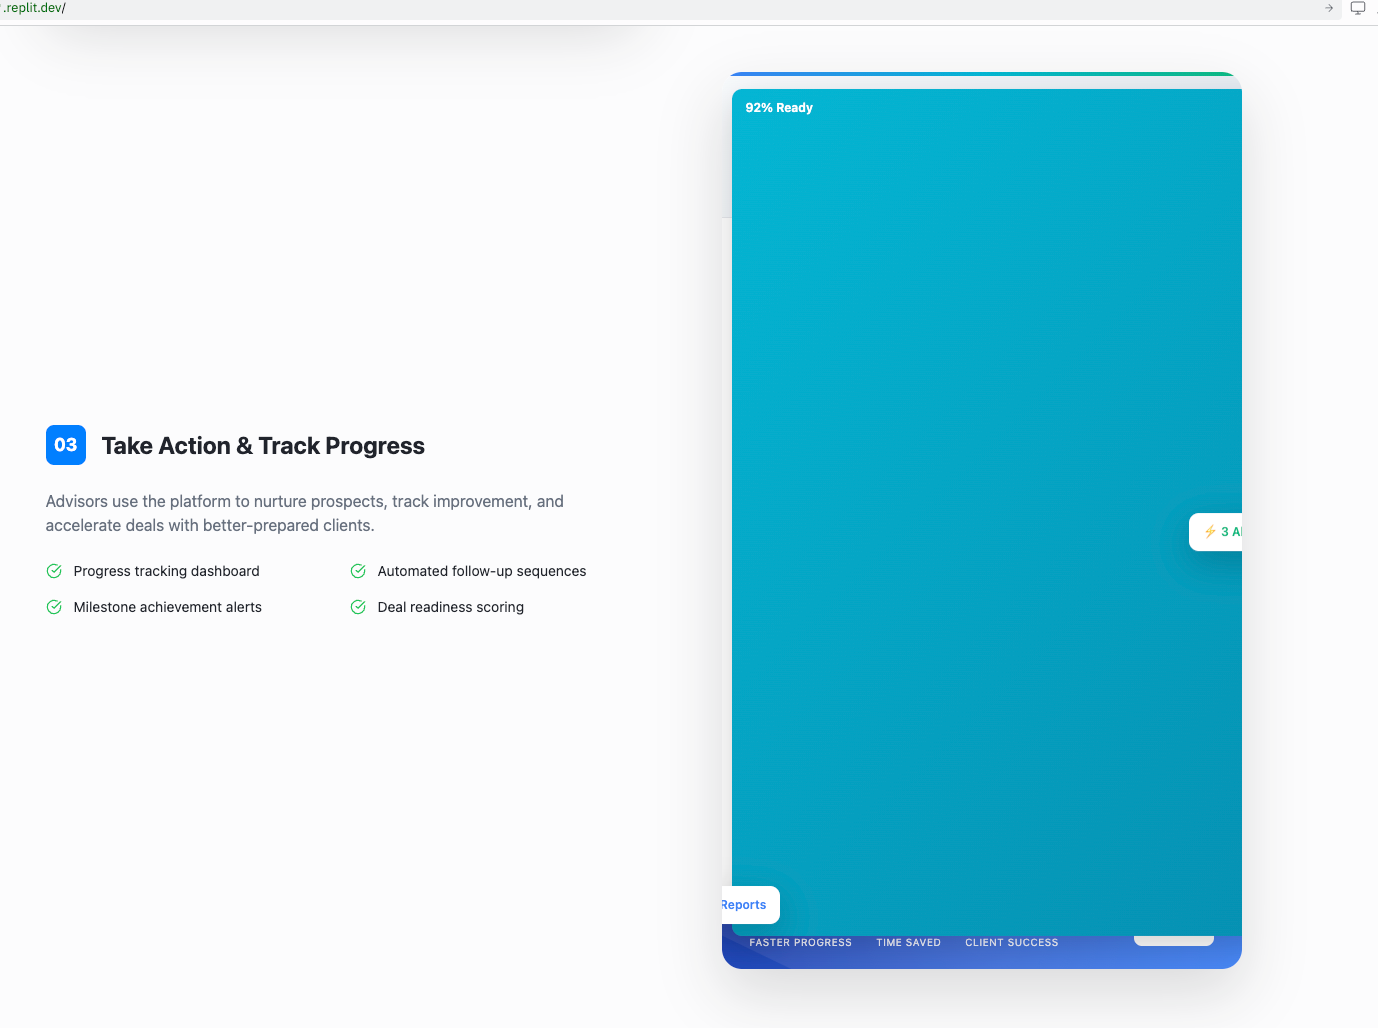 .replit.dev/
92% Ready
03 Take Action & Track Progress
Advisors use the platform to nurture prospects, track improvement, and
accelerate deals with better-prepared clients.
Progress tracking dashboard
Automated follow-up sequences
Milestone achievement alerts
Deal readiness scoring
⚡ 3
Reports
FASTER PROGRESS TIME SAVED CLIENT SUCCESS